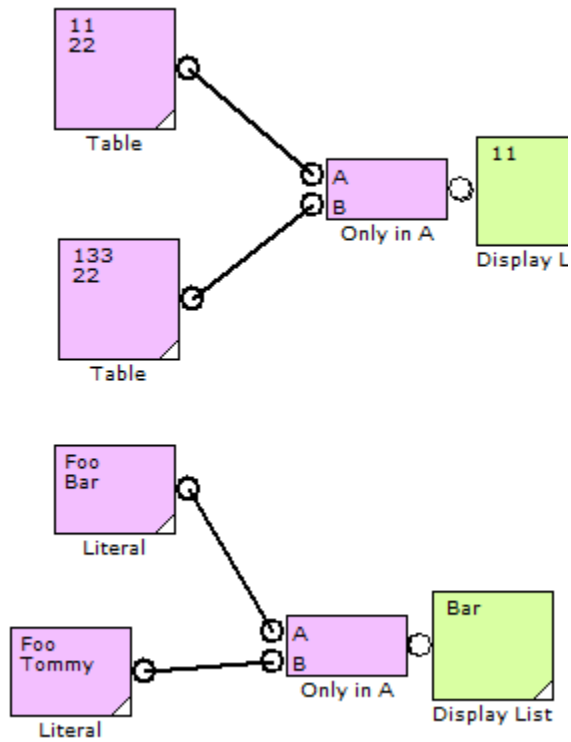 11
22
Table
A
B
Only in A
11
Display L
133
22
Table
Foo
Bar
Literal
A
B
Only in A
Bar
Display List
Foo
Tommy
Literal